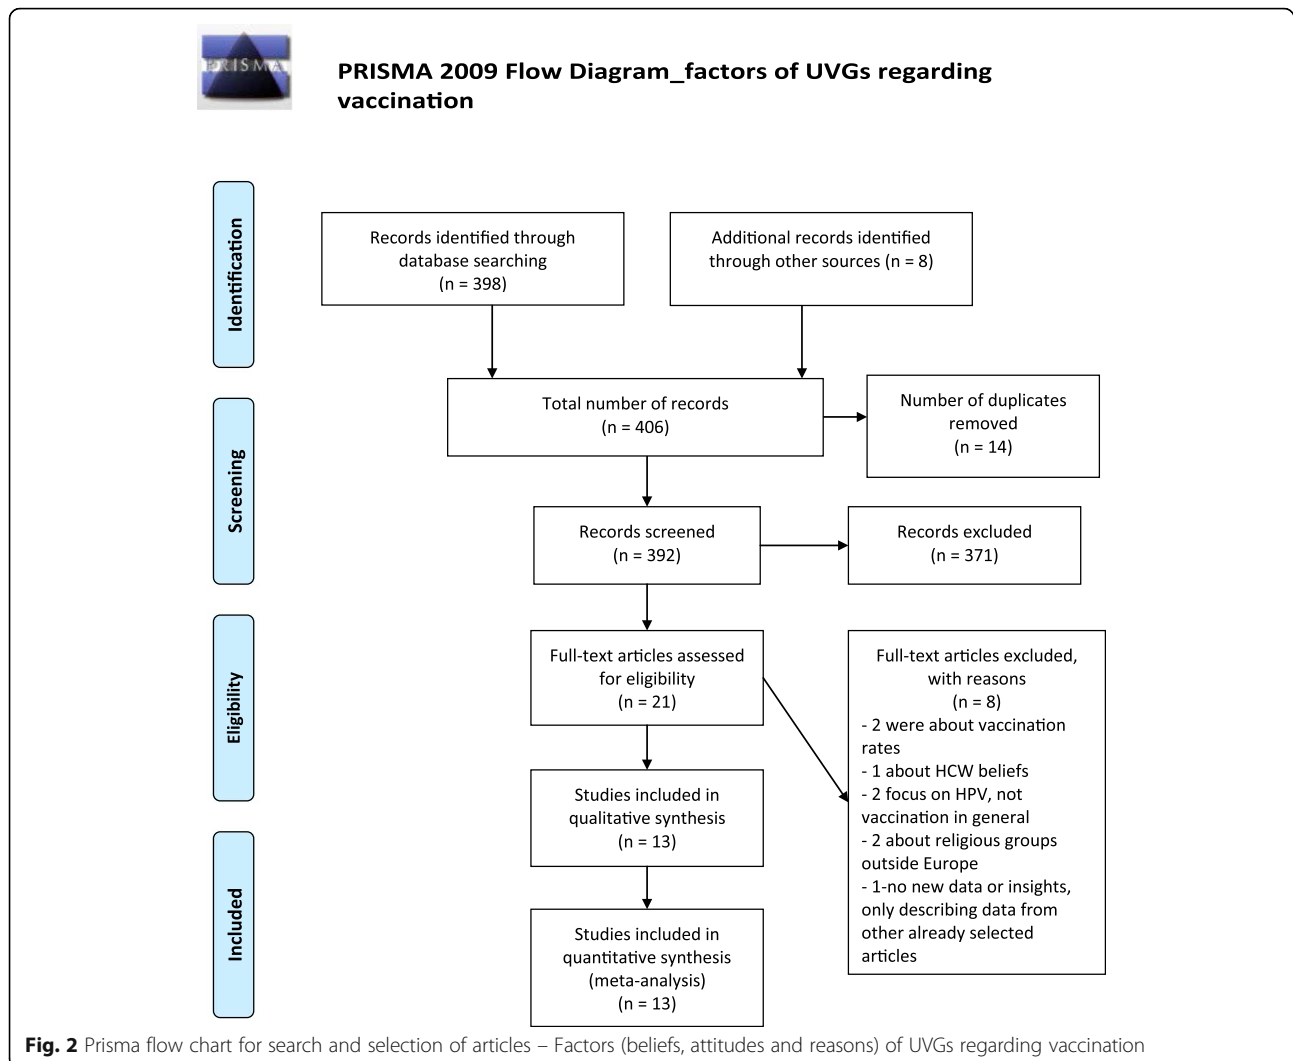 PRISMA
PRISMA 2009 Flow Diagram_factors of UVGs regarding
vaccination
Identification
Records identified through
database searching
(n = 398)
Additional records identified
through other sources (n = 8)
Screening
Total number of records
(n = 406)
Number of duplicates
removed
(n = 14)
Records screened
(n = 392)
Records excluded
(n = 371)
Eligibility
Full-text articles assessed
for eligibility
(n = 21)
Full-text articles excluded,
with reasons
(n = 8)
- 2 were about vaccination
rates
- 1 about HCW beliefs
- 2 focus on HPV, not
vaccination in general
- 2 about religious groups
outside Europe
- 1-no new data or insights,
only describing data from
other already selected
articles
Studies included in
qualitative synthesis
(n = 13)
Included
Studies included in
quantitative synthesis
(meta-analysis)
(n = 13)
Fig. 2 Prisma flow chart for search and selection of articles – Factors (beliefs, attitudes and reasons) of UVGs regarding vaccination